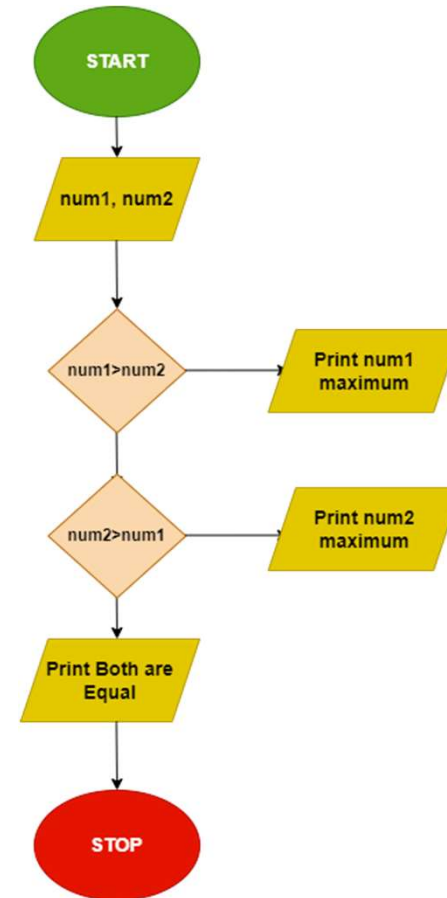 START
num1, num2
num1>num2
Print num1
maximum
num2>num1
Print num2
maximum
Print Both are
Equal
STOP